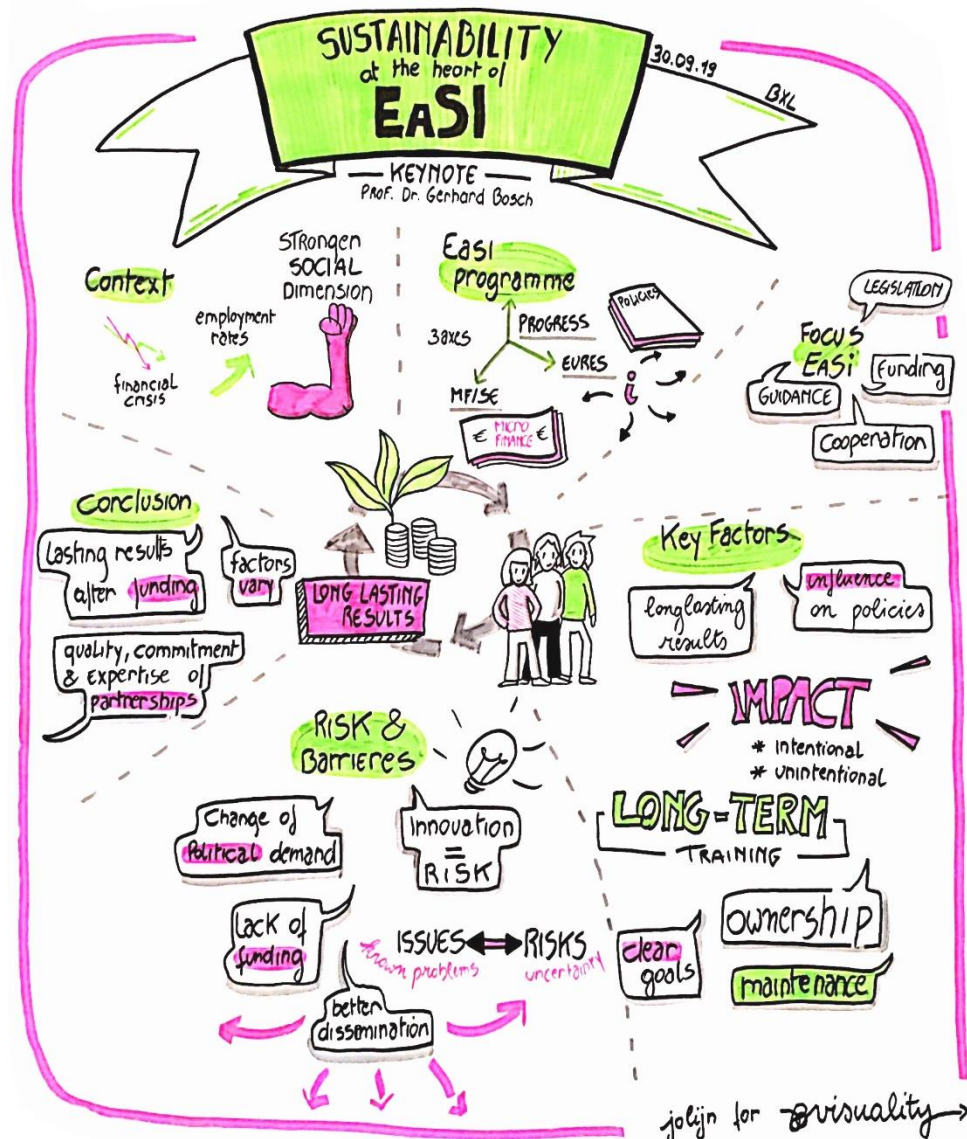 SUSTAINABILITY
at the heart of
EaSI
30.09.19
BXL
KEYNOTE
Prof. Dr. Gerhard Bosch
Context
financial
crisis
employment
rates
STRONGER
SOCIAL
DIMENSION
EaSI
programme
3 axes
PROGRESS
EURES
MF/SE
POLICIES
i
€ MICRO €
FINANCE
FOCUS
EASi
LEGISLATION
Funding
GUIDANCE
Cooperation
Conclusion
Lasting results
after funding
factors
vary
quality, commitment
& Expertise of
partnerships
LONG LASTING
RESULTS
Key Factors
longlasting
results
influence
on policies
IMPACT
* intentional
* unintentional
LONG-TERM
TRAINING
ownership
clear
goals
maintenance
RISK &
Barrieres
Change of
Political demand
Innovation
=
RISK
Lack of
funding
ISSUES
known problems
RISKS
uncertainty
better
dissemination
jolijn for visuality